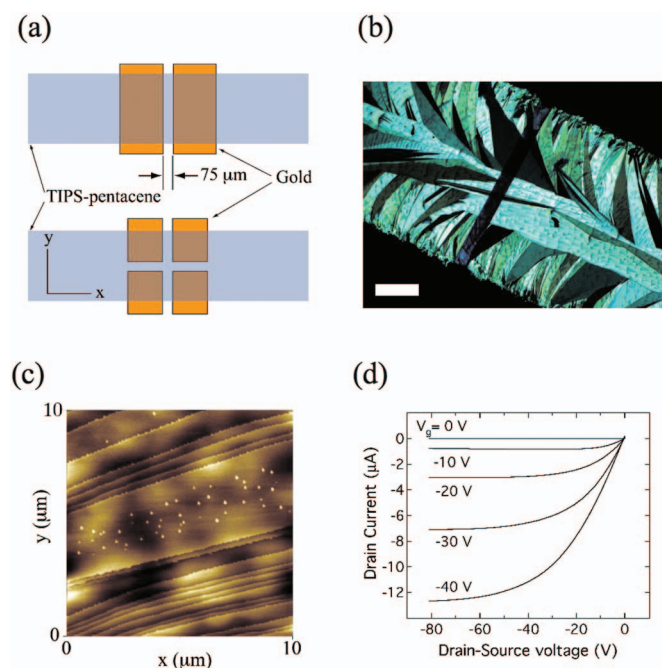 (a)
75 μm
Gold
TIPS-pentacene
y
x
(b)
(c)
10
y (μm)
0
0
x (μm)
10
(d)
Vg= 0 V
-10 V
-20 V
-30 V
-40 V
0
-2
-4
-6
-8
-10
-12
Drain Current (μA)
-80
-60
-40
-20
0
Drain-Source voltage (V)